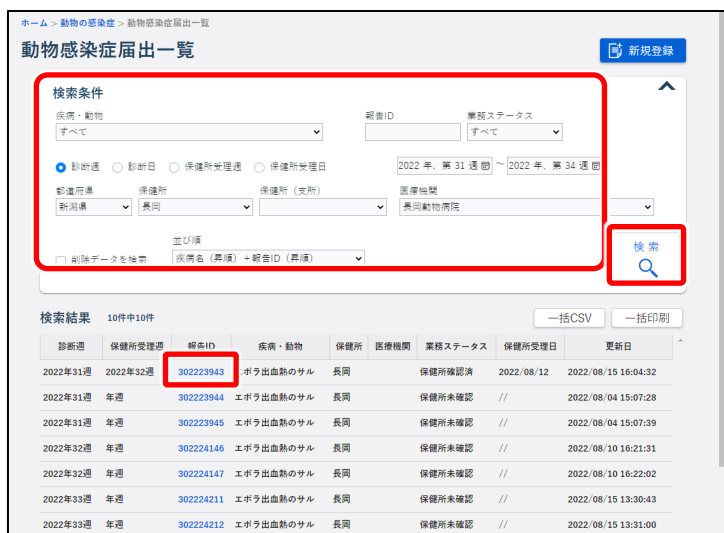 ホーム > 動物の感染症 > 動物感染症届出一覧
動物感染症届出一覧
新規登録
検索条件
疾病・動物 報告ID 業務ステータス
すべて すべて
診断週 診断日 保健所受理週 保健所受理日 2022 年、第 31 週 ~ 2022 年、第 34 週
都道府県 保健所 保健所（支所） 医療機関
新潟県 長岡 長岡動物病院
並び順
削除データを検索 疾病名（昇順）+報告ID（昇順）
検索
検索結果 10件中10件 一括CSV 一括印刷
診断週 保健所受理週 報告ID 疾病・動物 保健所 医療機関 業務ステータス 保健所受理日 更新日
2022年31週 2022年32週 302223943 エボラ出血熱のサル 長岡 保健所確認済 2022/08/12 2022/08/15 16:04:32
2022年31週 年週 302223944 エボラ出血熱のサル 長岡 保健所未確認 // 2022/08/04 15:07:28
2022年31週 年週 302223945 エボラ出血熱のサル 長岡 保健所未確認 // 2022/08/04 15:07:39
2022年32週 年週 302224146 エボラ出血熱のサル 長岡 保健所未確認 // 2022/08/10 16:21:31
2022年32週 年週 302224147 エボラ出血熱のサル 長岡 保健所未確認 // 2022/08/10 16:22:02
2022年33週 年週 302224211 エボラ出血熱のサル 長岡 保健所未確認 // 2022/08/15 13:30:43
2022年33週 年週 302224212 エボラ出血熱のサル 長岡 保健所未確認 // 2022/08/15 13:31:00